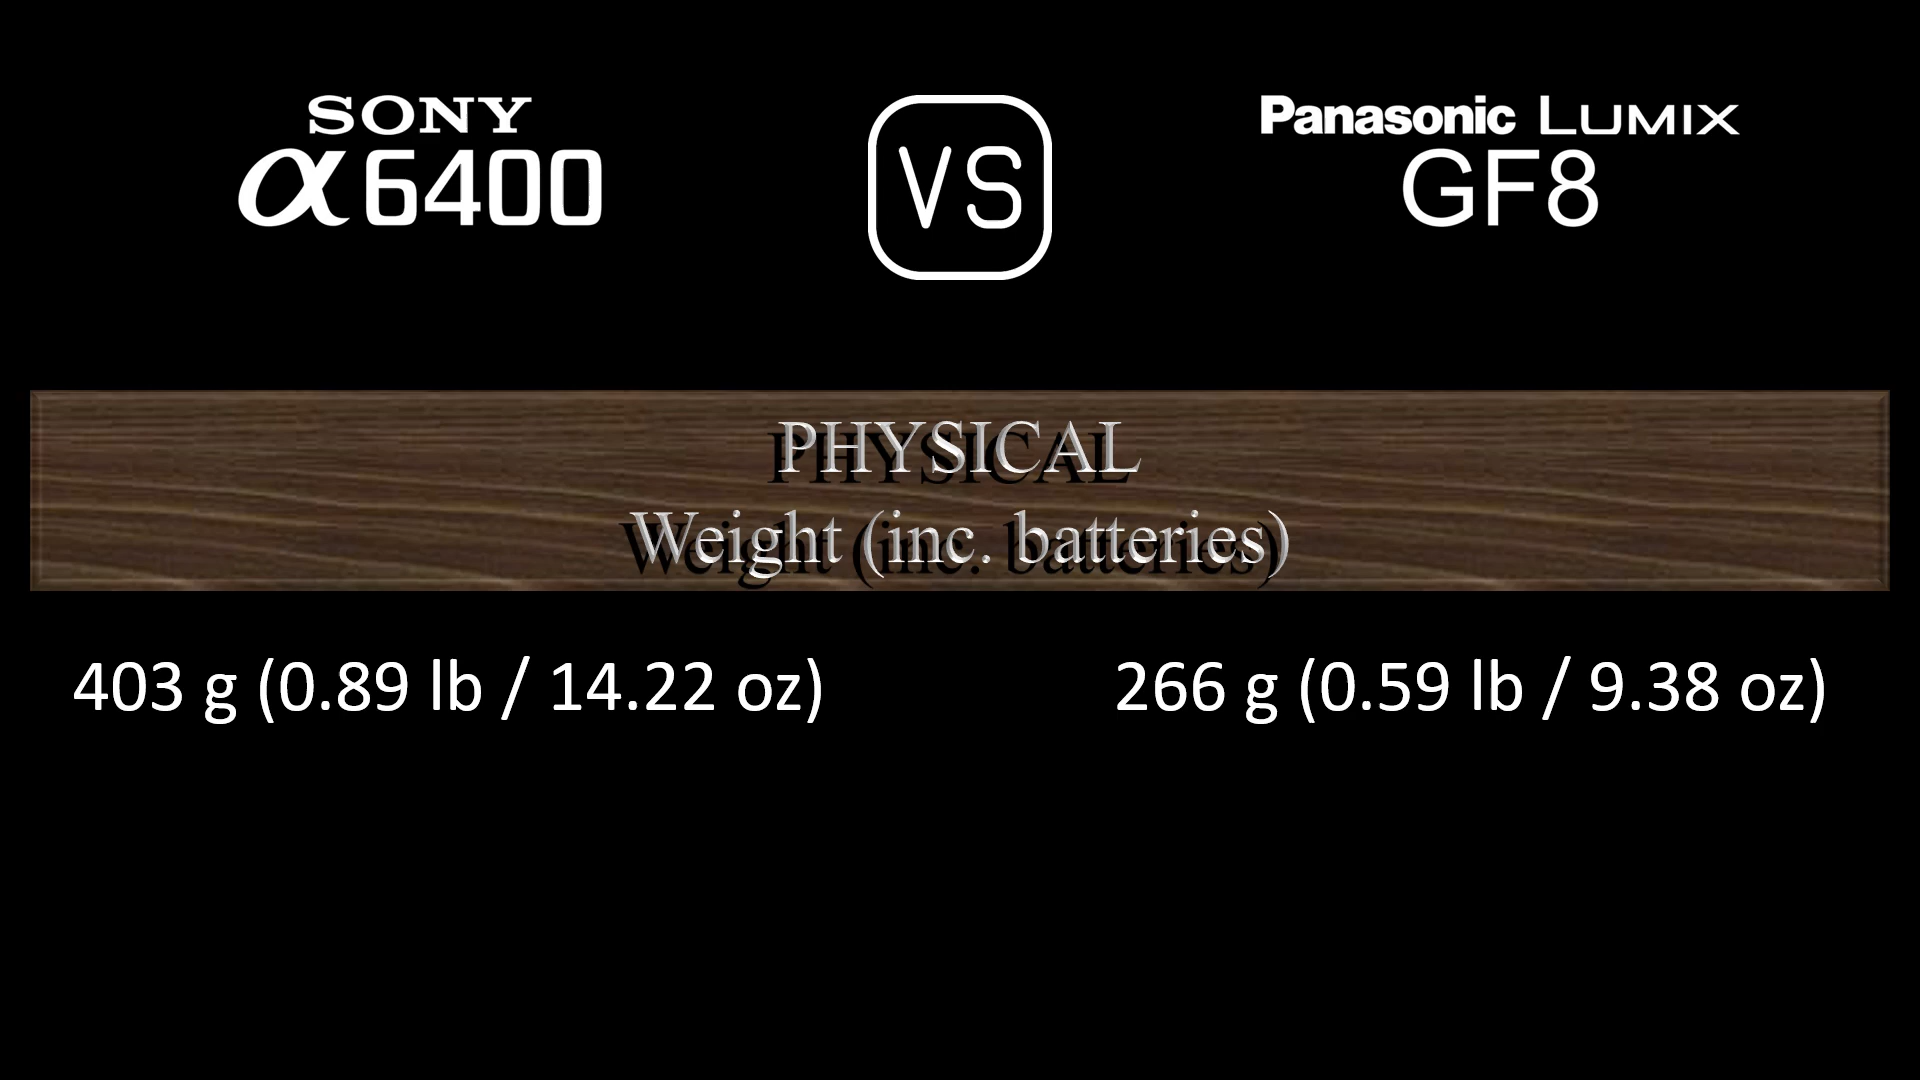 SONY
α6400
VS
Panasonic LUMIX
GF8
PHYSICAL
Weight (inc. batteries)
403 g (0.89 lb / 14.22 oz)
266 g (0.59 lb / 9.38 oz)